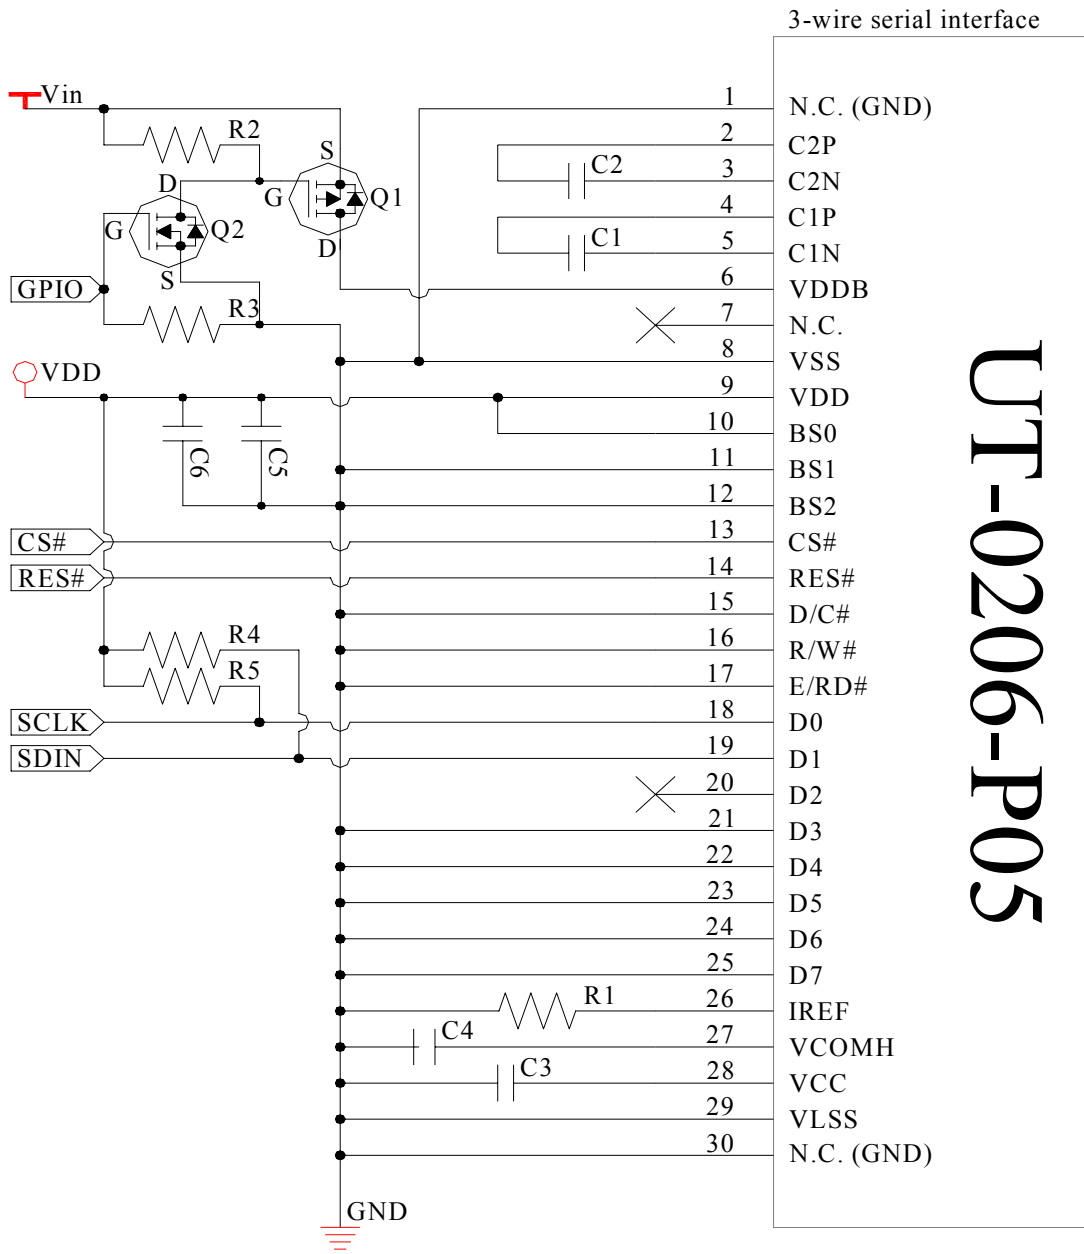 3-wire serial interface
Vin
R2
S
G
Q1
D
D
G
Q2
S
GPIO
R3
VDD
C6
C5
CS#
RES#
R4
R5
SCLK
SDIN
C2
C1
R1
C4
C3
GND
1 N.C. (GND)
2 C2P
3 C2N
4 C1P
5 C1N
6 VDDB
7 N.C.
8 VSS
9 VDD
10 BS0
11 BS1
12 BS2
13 CS#
14 RES#
15 D/C#
16 R/W#
17 E/RD#
18 D0
19 D1
20 D2
21 D3
22 D4
23 D5
24 D6
25 D7
26 IREF
27 VCOMH
28 VCC
29 VLSS
30 N.C. (GND)
UT-0206-P05